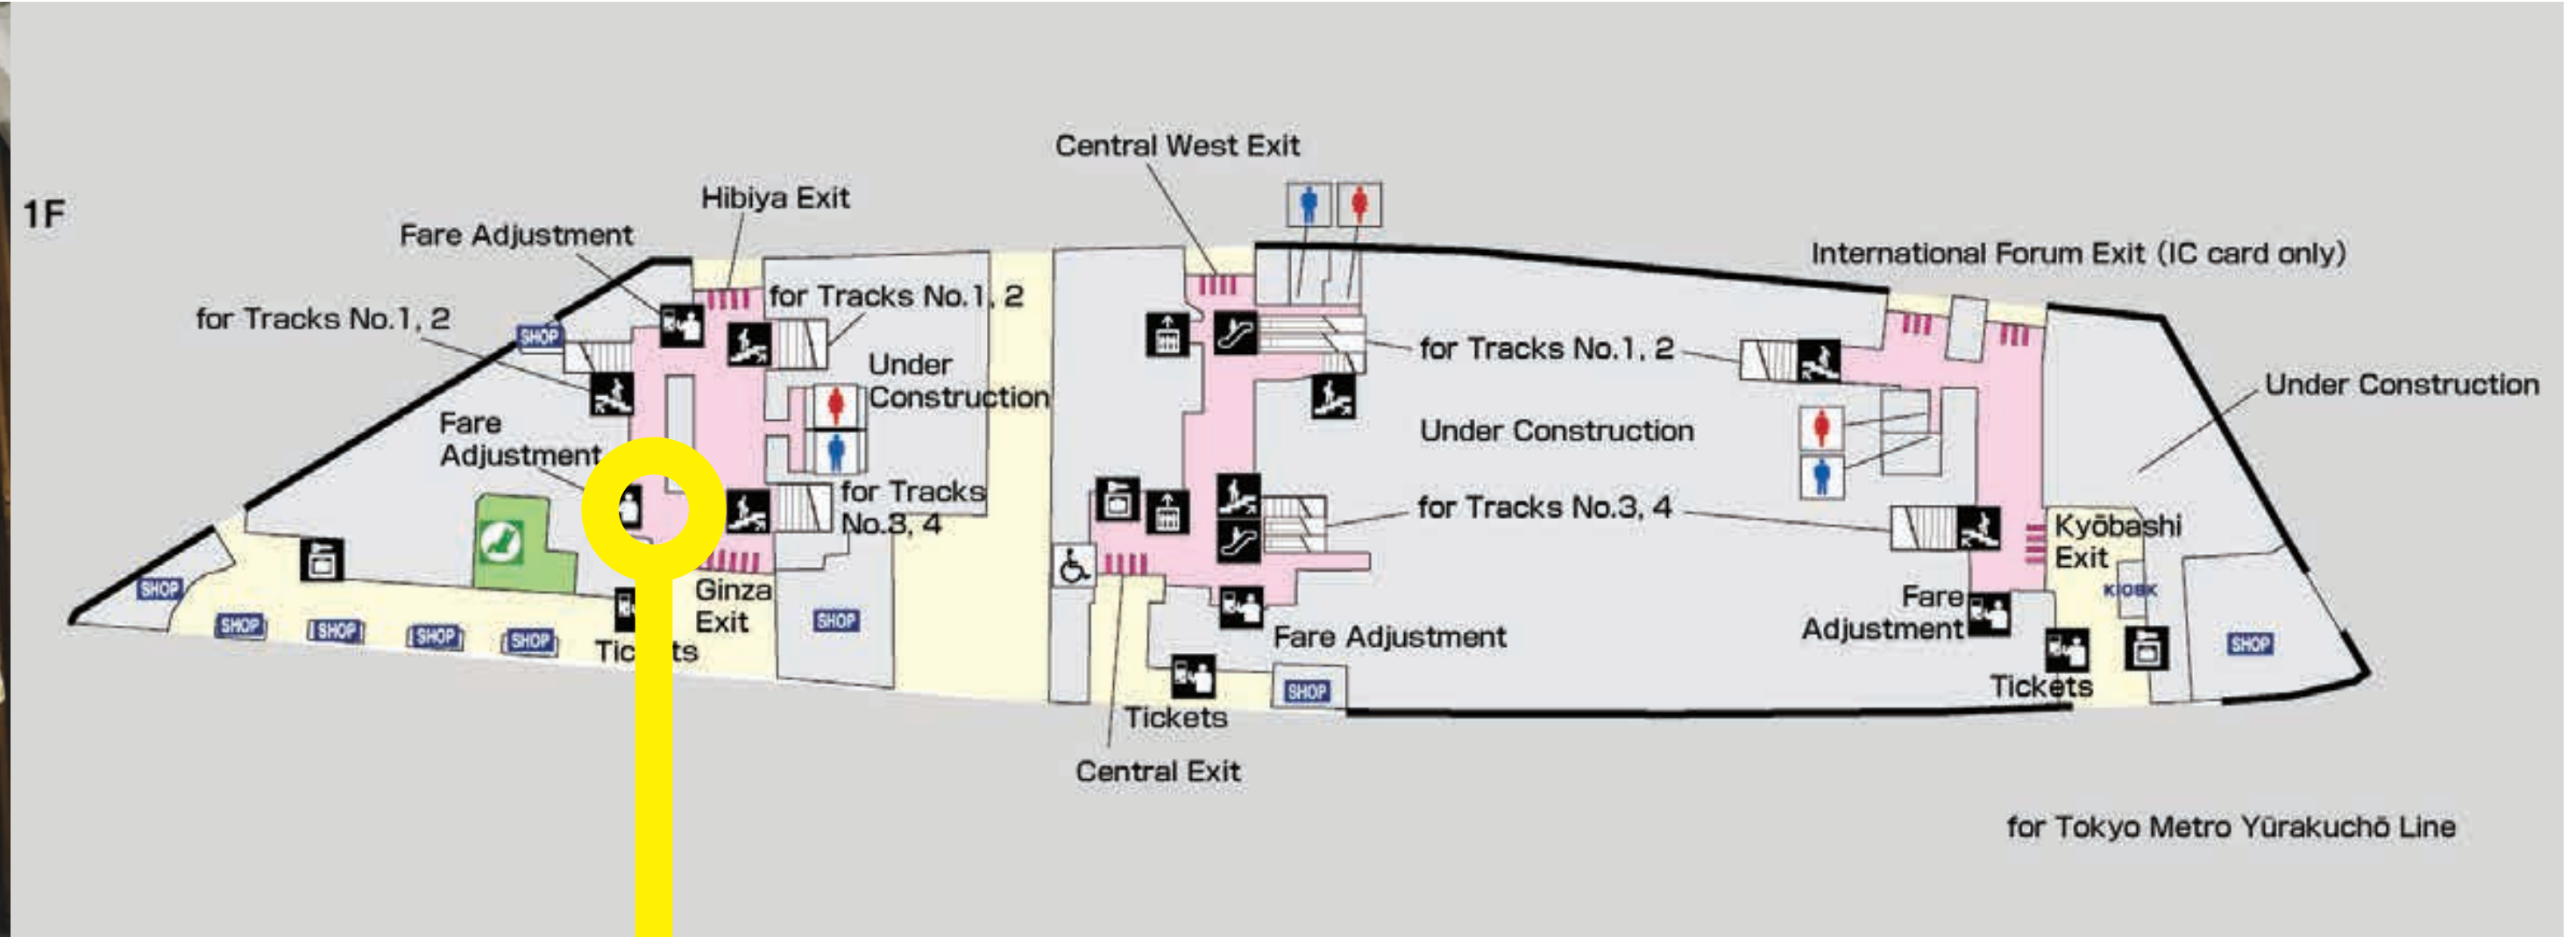 1F
Central West Exit
Hibiya Exit
Fare Adjustment
International Forum Exit (IC card only)
for Tracks No.1, 2
for Tracks No.1, 2
SHOP
Under
Construction
for Tracks No.1, 2
Under Construction
Fare
Adjustment
Under Construction
for Tracks
No.3, 4
for Tracks No.3, 4
Kyōbashi
Exit
KIOSK
SHOP
SHOP
SHOP
SHOP
SHOP
Ginza
Exit
SHOP
Tickets
Fare Adjustment
Fare
Adjustment
SHOP
Tickets
SHOP
Tickets
Central Exit
for Tokyo Metro Yūrakuchō Line